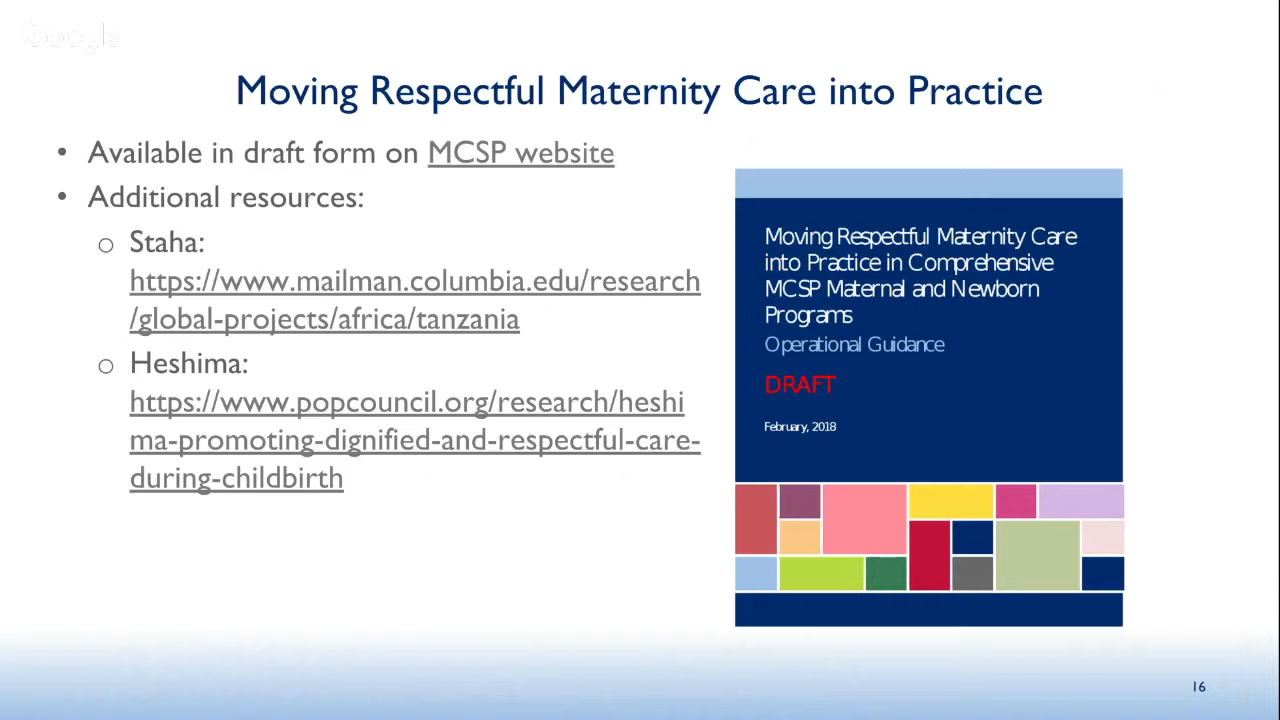 Google
Moving Respectful Maternity Care into Practice
• Available in draft form on MCSP website
• Additional resources:
o Staha:
https://www.mailman.columbia.edu/research
/global-projects/africa/tanzania
o Heshima:
https://www.popcouncil.org/research/heshi
ma-promoting-dignified-and-respectful-care-
during-childbirth
Moving Respectful Maternity Care
into Practice in Comprehensive
MCSP Maternal and Newborn
Programs
Operational Guidance
DRAFT
February, 2018
16